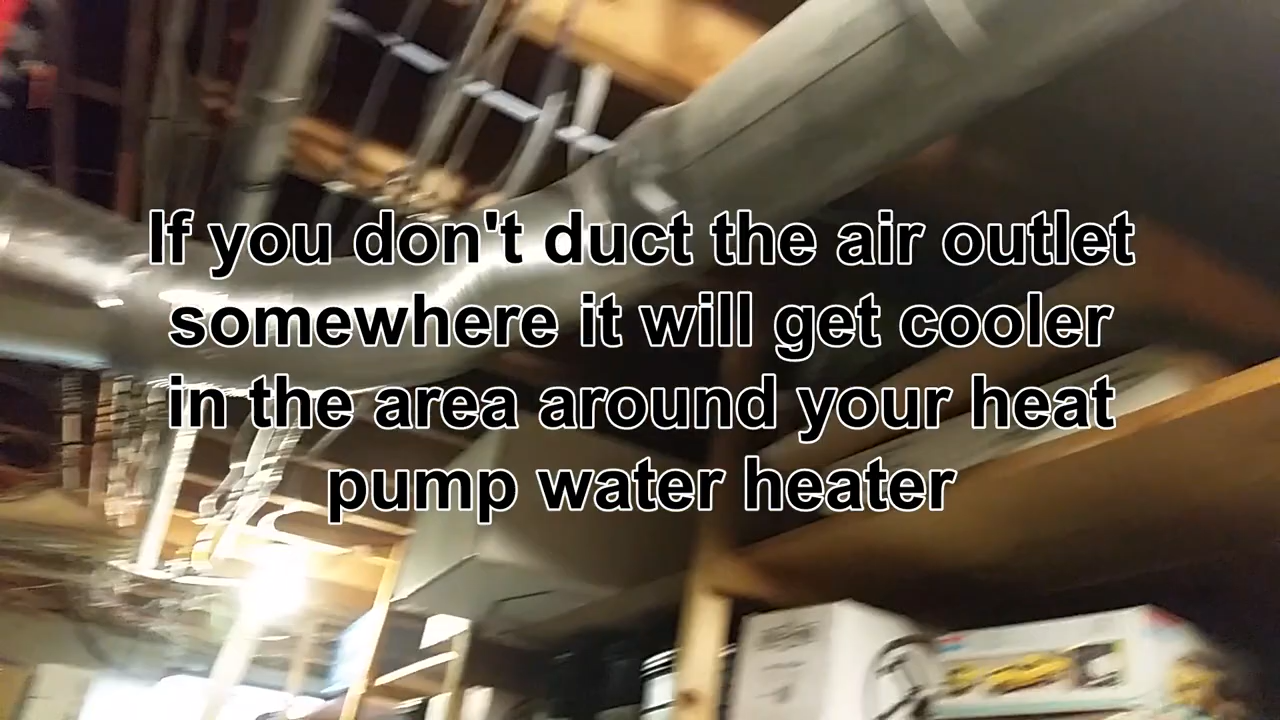 If you don't duct the air outlet
somewhere it will get cooler
in the area around your heat
pump water heater